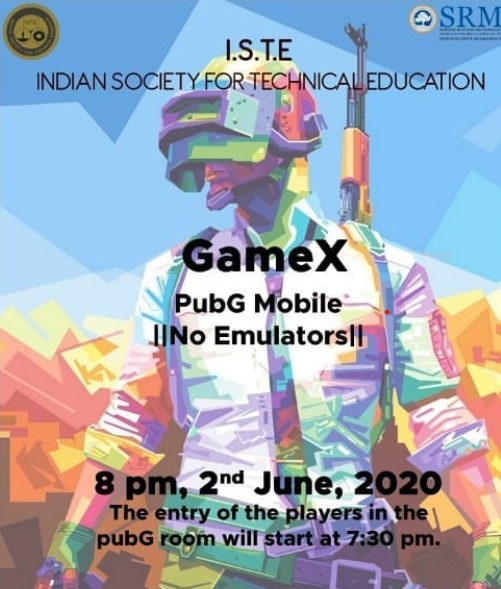 SRM
I.S.T.E
INDIAN SOCIETY FOR TECHNICAL EDUCATION
GameX
PubG Mobile
||No Emulators||
8 pm, 2nd June, 2020
The entry of the players in the
pubG room will start at 7:30 pm.